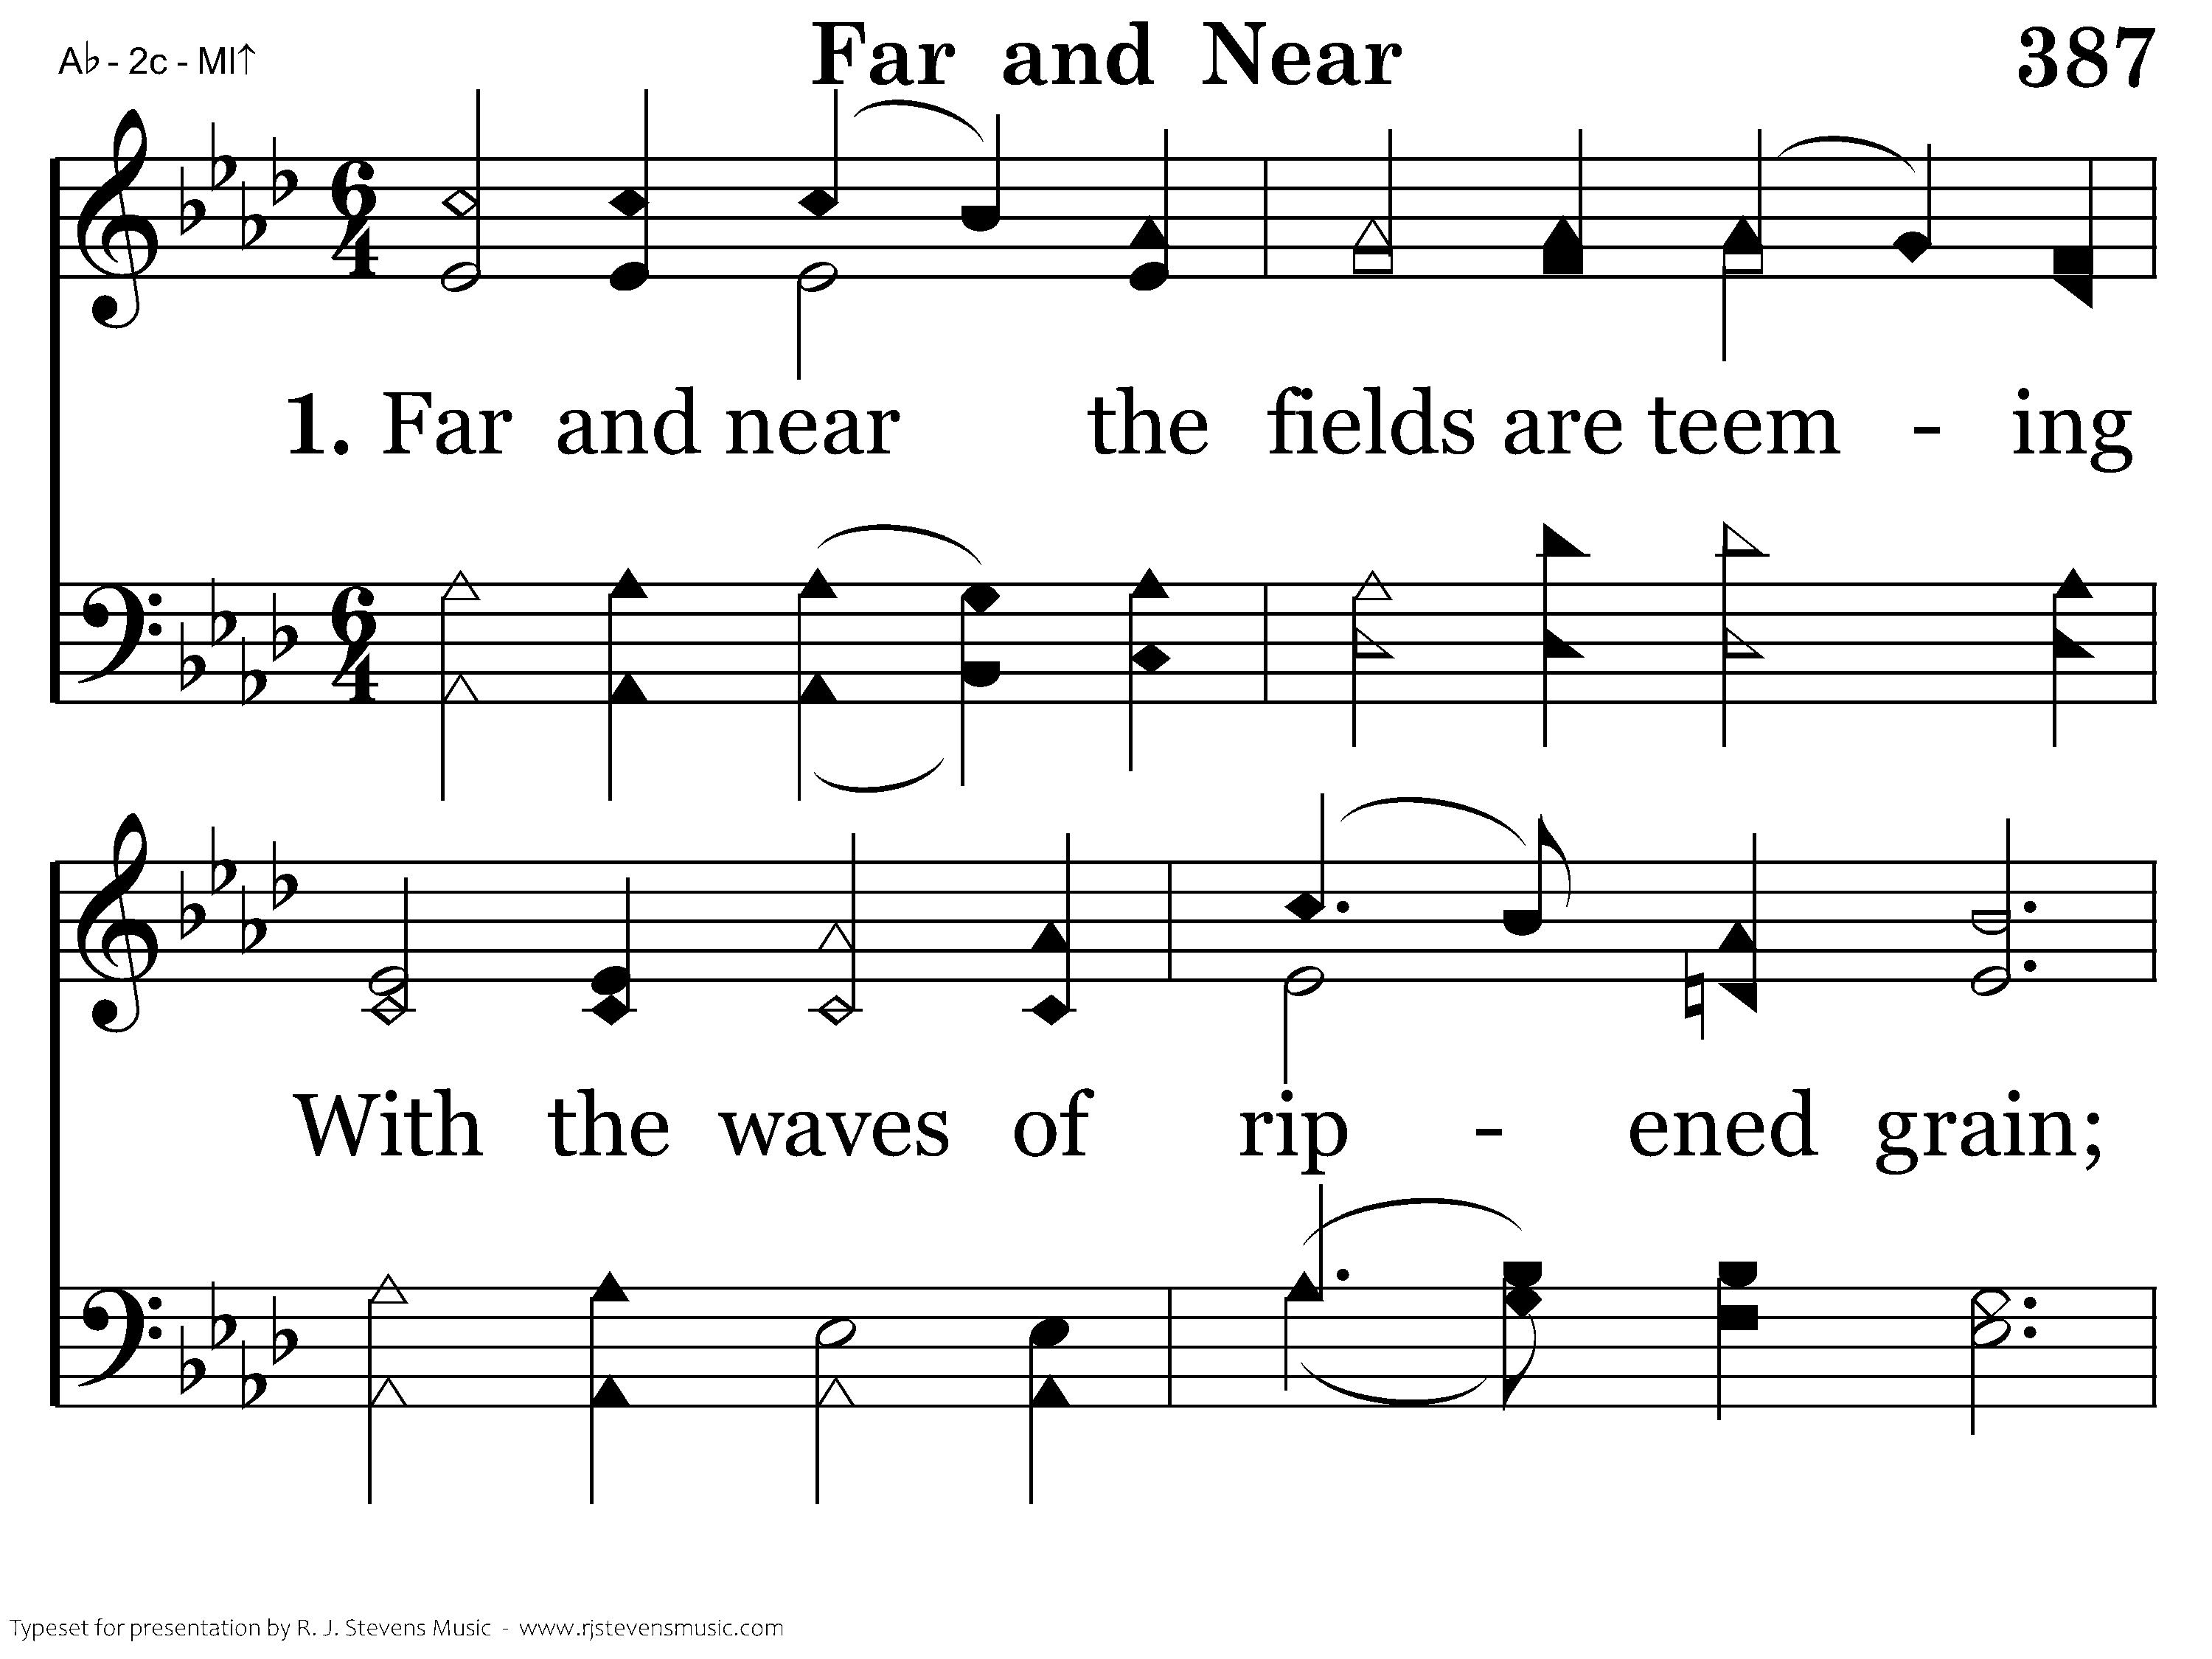 A♭ - 2c - MI↑
Far and Near
387
1. Far and near the fields are teem - ing
With the waves of rip - ened grain;
Typeset for presentation by R. J. Stevens Music - www.rjstevensmusic.com